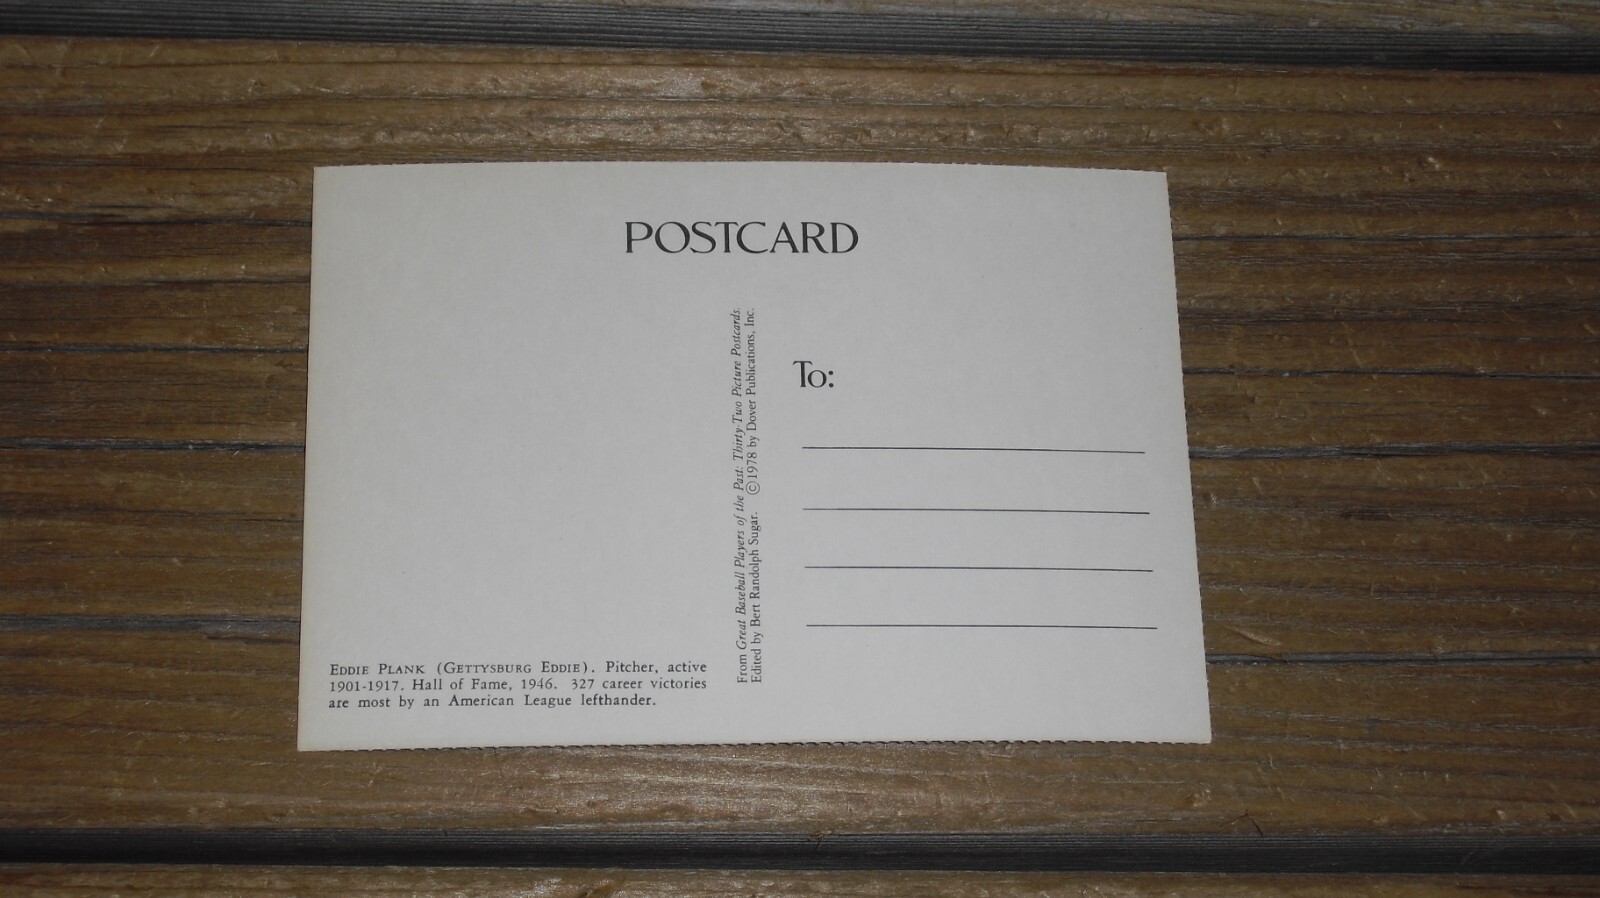 POSTCARD
EDDIE PLANK (GETTYSBURG EDDIE). Pitcher, active
1901-1917. Hall of Fame, 1946. 327 career victories
are most by an American League lefthander.
From Great Baseball Players of the Past: Thirty-Two Picture Postcards.
Edited by Bert Randolph Sugar. ©1978 by Dover Publications, Inc.
To: